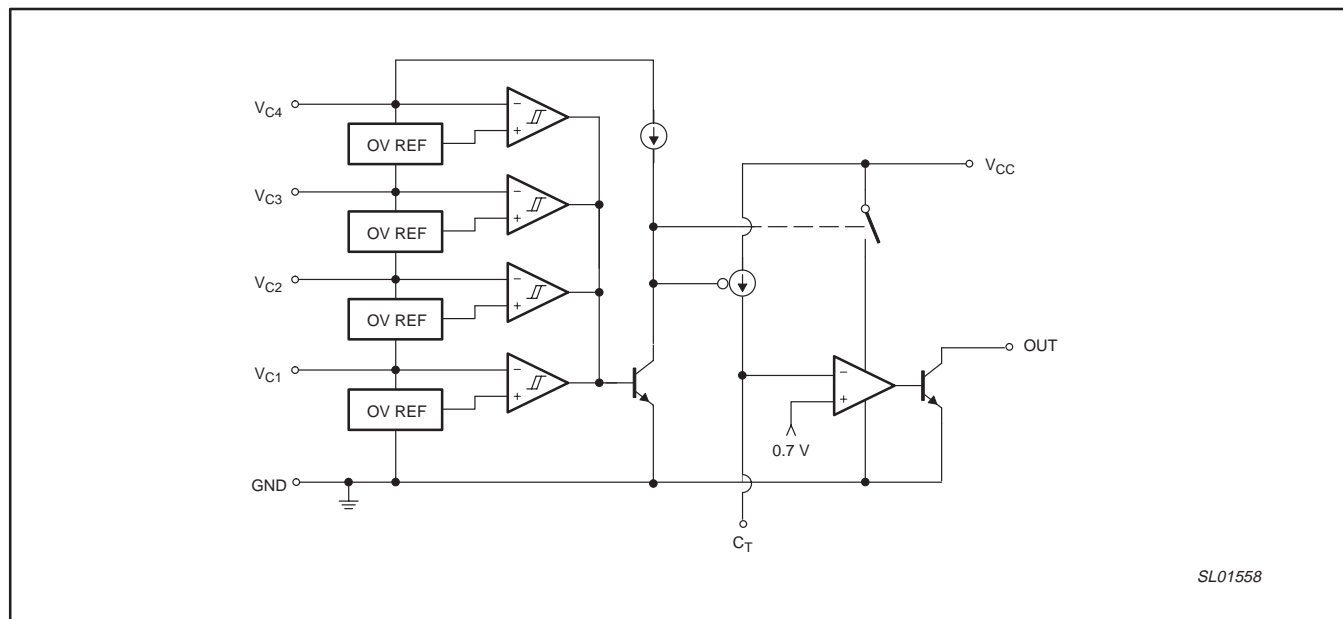 VC4
OV REF
VC3
OV REF
VC2
OV REF
VC1
OV REF
GND
− +
− +
− +
− +
VCC
− +
0.7 V
OUT
CT
SL01558